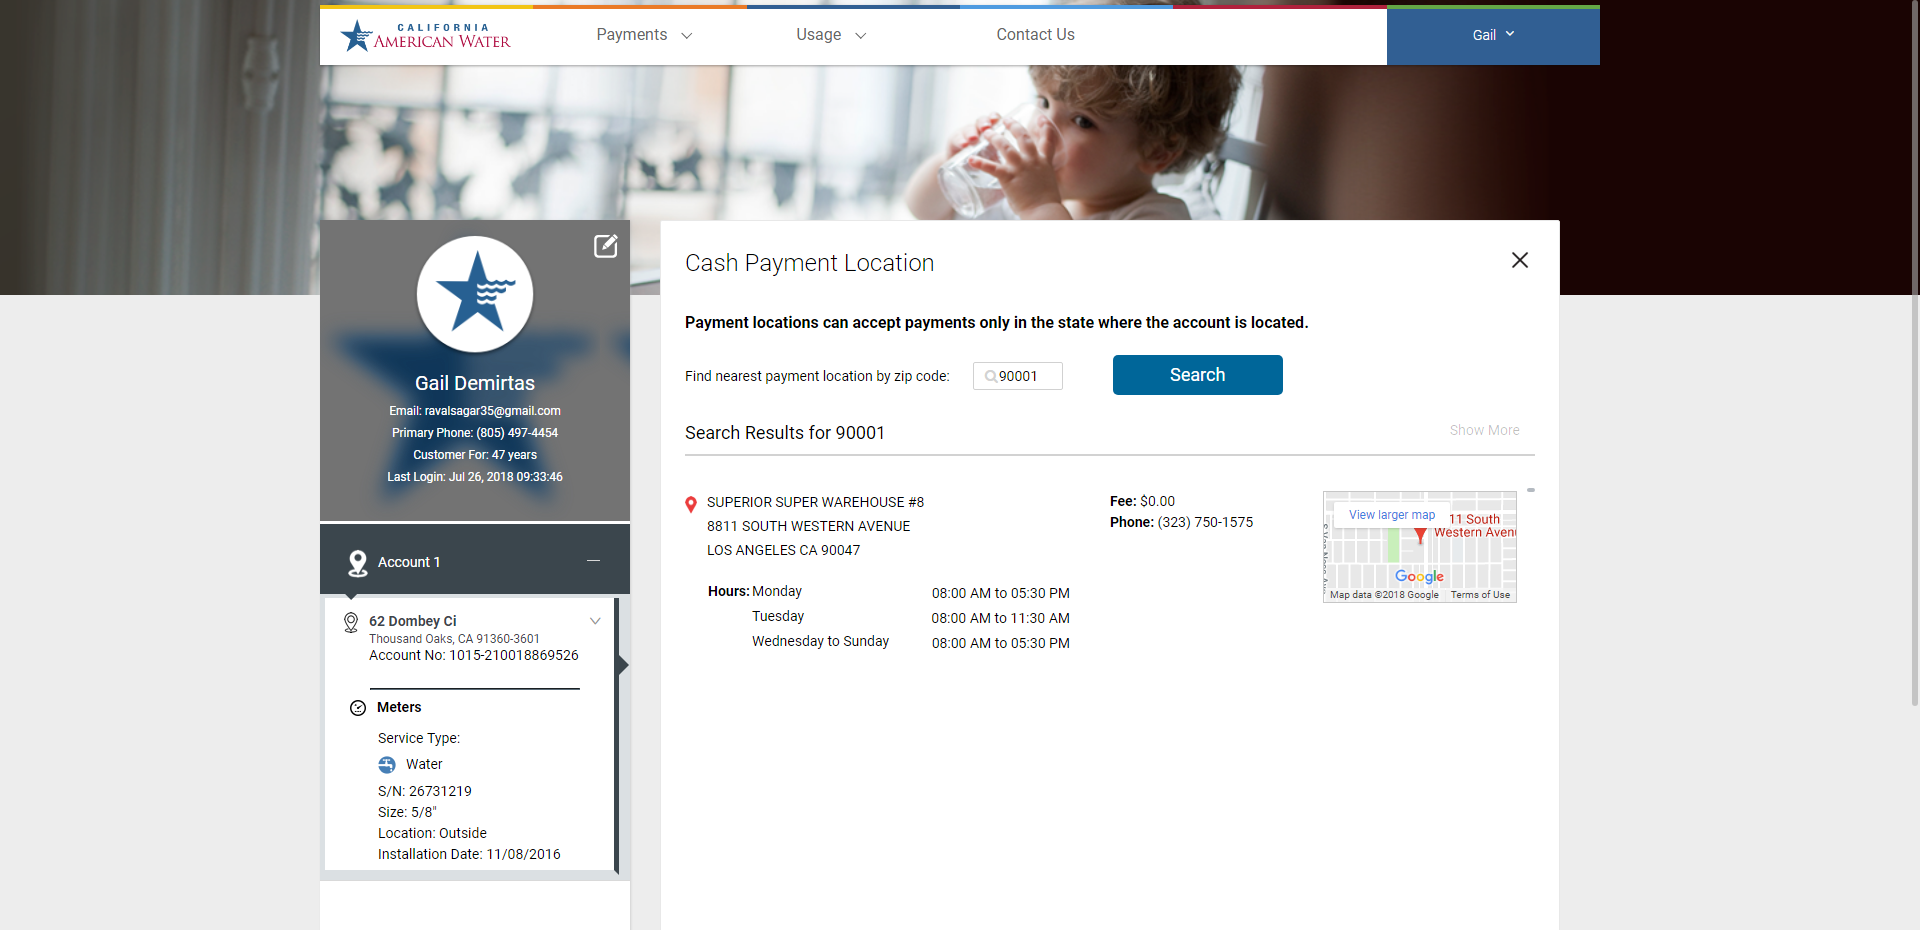 CALIFORNIA
AMERICAN WATER
Payments
Usage
Contact Us
Gail
Gail Demirtas
Email: ravalsagar35@gmail.com
Primary Phone: (805) 497-4454
Customer For: 47 years
Last Login: Jul 26, 2018 09:33:46
Account 1
62 Dombey Ci
Thousand Oaks, CA 91360-3601
Account No: 1015-210018869526
Meters
Service Type:
Water
S/N: 26731219
Size: 5/8"
Location: Outside
Installation Date: 11/08/2016
Cash Payment Location
Payment locations can accept payments only in the state where the account is located.
Find nearest payment location by zip code:
90001
Search
Search Results for 90001
Show More
SUPERIOR SUPER WAREHOUSE #8
8811 SOUTH WESTERN AVENUE
LOS ANGELES CA 90047
Hours: Monday 08:00 AM to 05:30 PM
Tuesday 08:00 AM to 11:30 AM
Wednesday to Sunday 08:00 AM to 05:30 PM
Fee: $0.00
Phone: (323) 750-1575
View larger map
11 South
Western Aven
Google
Map data ©2018 Google
Terms of Use